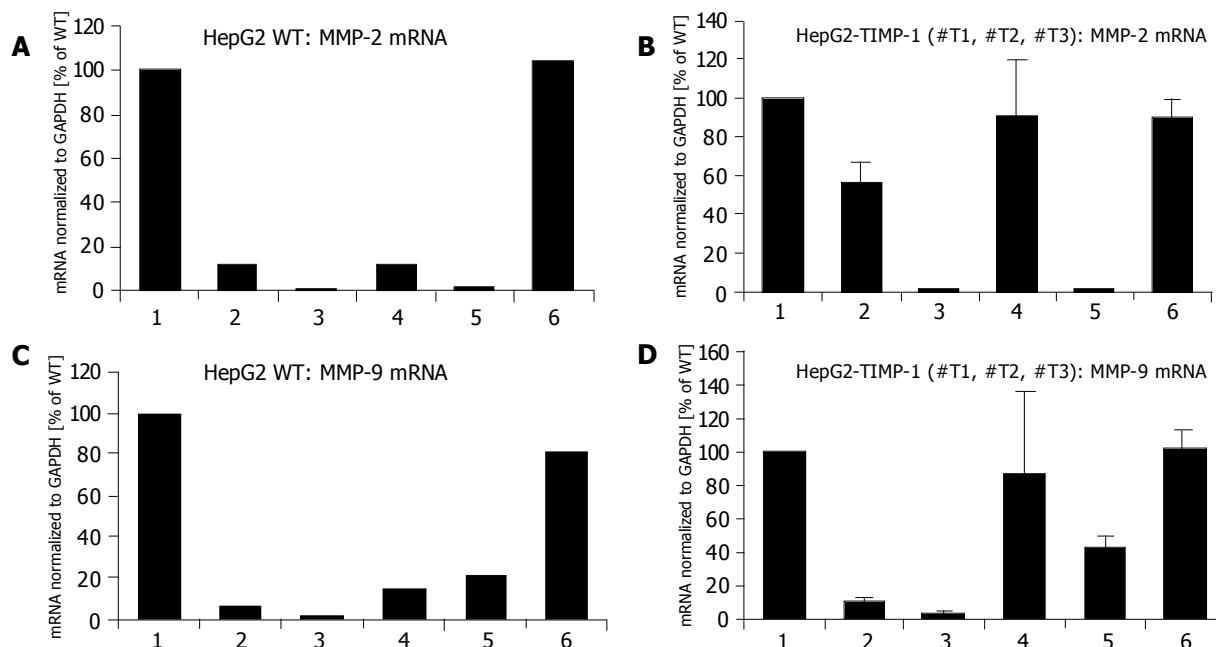 A
HepG2 WT: MMP-2 mRNA
mRNA normalized to GAPDH [% of WT]
120
100
80
60
40
20
0
1 2 3 4 5 6
B
HepG2-TIMP-1 (#T1, #T2, #T3): MMP-2 mRNA
mRNA normalized to GAPDH [% of WT]
140
120
100
80
60
40
20
0
1 2 3 4 5 6
C
HepG2 WT: MMP-9 mRNA
mRNA normalized to GAPDH [% of WT]
120
100
80
60
40
20
0
1 2 3 4 5 6
D
HepG2-TIMP-1 (#T1, #T2, #T3): MMP-9 mRNA
mRNA normalized to GAPDH [% of WT]
160
140
120
100
80
60
40
20
0
1 2 3 4 5 6